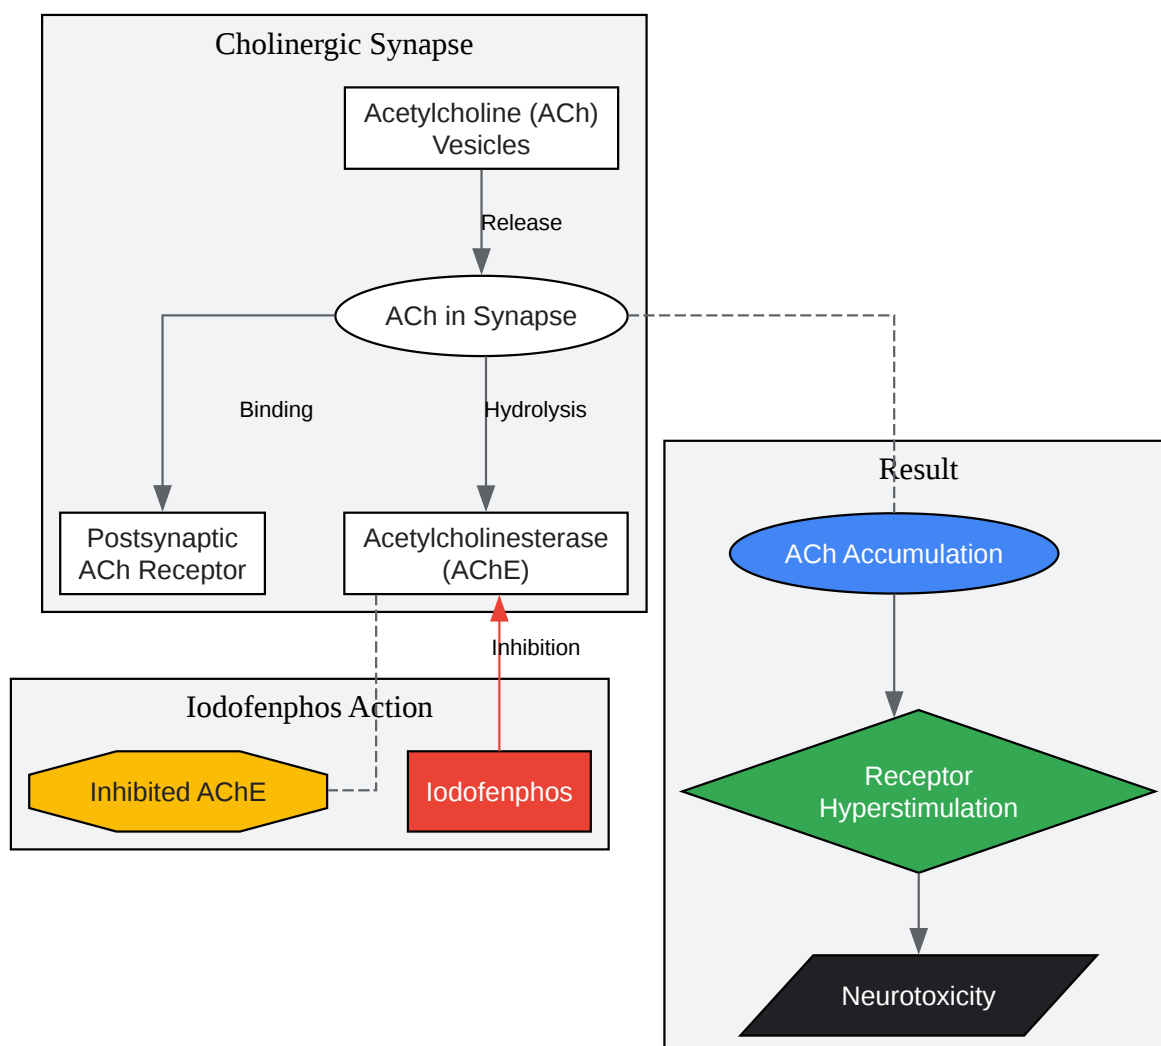 Cholinergic Synapse
Acetylcholine (ACh)
Vesicles
Release
ACh in Synapse
Binding
Hydrolysis
Postsynaptic
ACh Receptor
Acetylcholinesterase
(AChE)
Inhibition
Iodofenphos Action
Inhibited AChE
Iodofenphos
Result
ACh Accumulation
Receptor
Hyperstimulation
Neurotoxicity